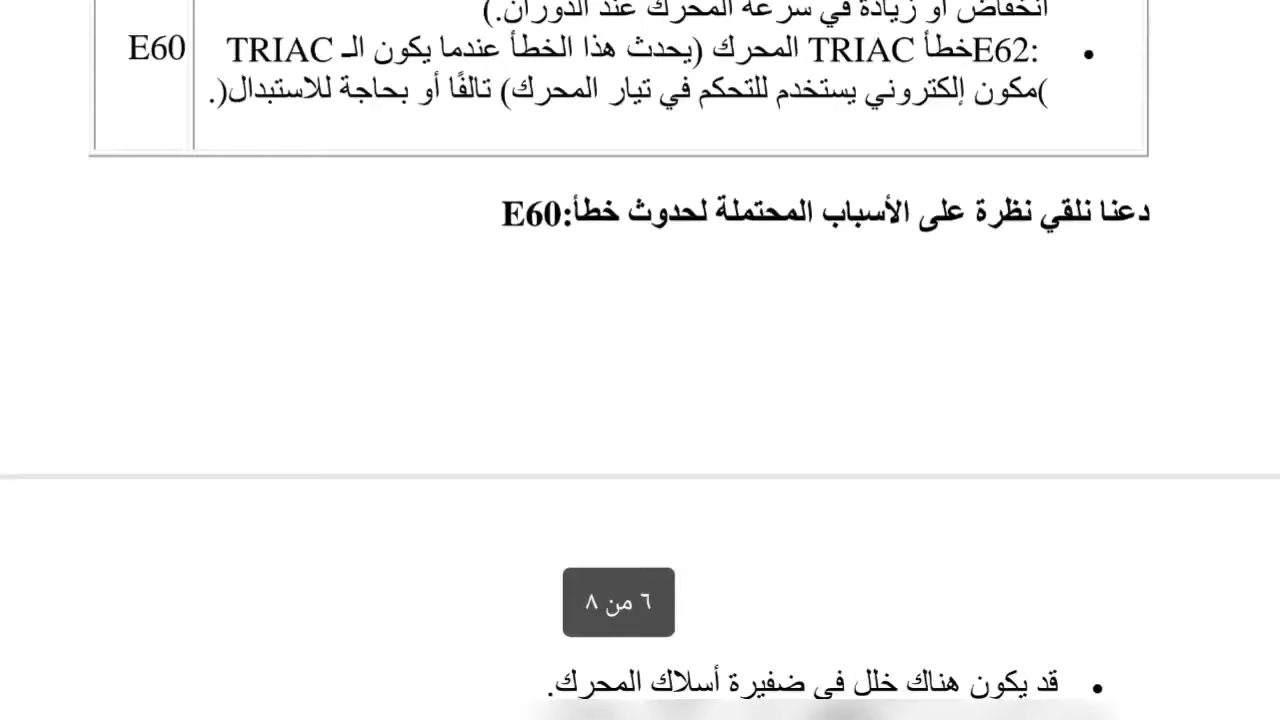 انخفاض أو زيادة في سرعة المحرك عند الدوران.)
E60
• E62: خطأ TRIAC المحرك (يحدث هذا الخطأ عندما يكون الـ TRIAC
)مكون إلكتروني يستخدم للتحكم في تيار المحرك) تالفًا أو بحاجة للاستبدال(.
دعنا نلقي نظرة على الأسباب المحتملة لحدوث خطأ:E60
٦ من ٨
• قد يكون هناك خلل في ضفيرة أسلاك المحرك.